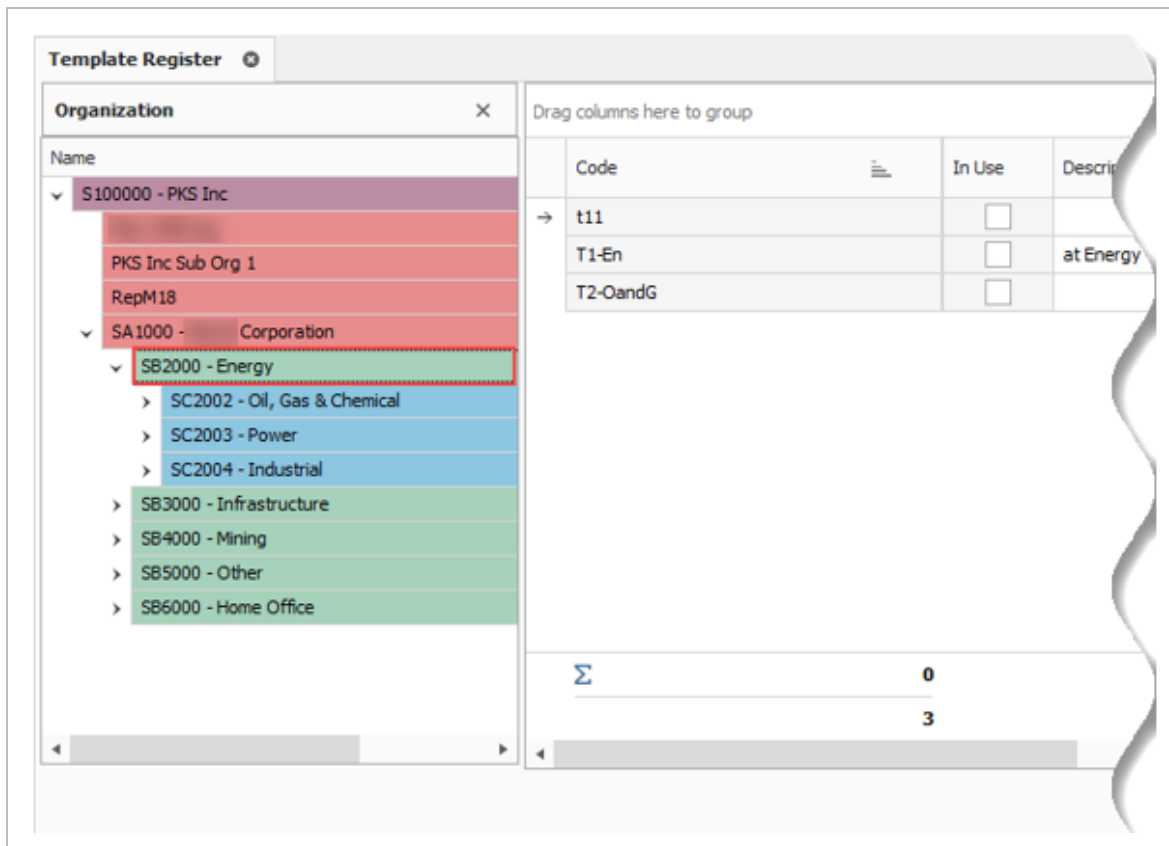 Template Register
Organization
Name
S100000 - PKS Inc
PKS Inc Sub Org 1
RepM18
SA1000 - Corporation
SB2000 - Energy
SC2002 - Oil, Gas & Chemical
SC2003 - Power
SC2004 - Industrial
SB3000 - Infrastructure
SB4000 - Mining
SB5000 - Other
SB6000 - Home Office
Drag columns here to group
Code In Use Descrip
t11
T1-En at Energy
T2-OandG
Σ 0
3